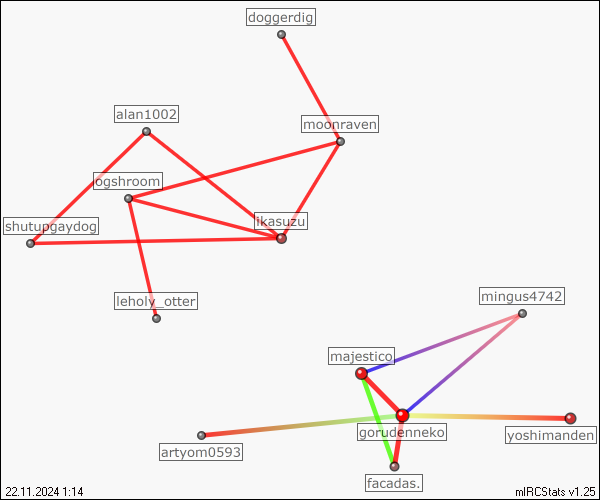 doggerdig
alan1002
moonraven
ogshroom
shutupgaydog
ikasuzu
leholy_otter
mingus4742
majestico
gorudenneko
yoshimanden
artyom0593
facadas.
22.11.2024 1:14
mIRCStats v1.25